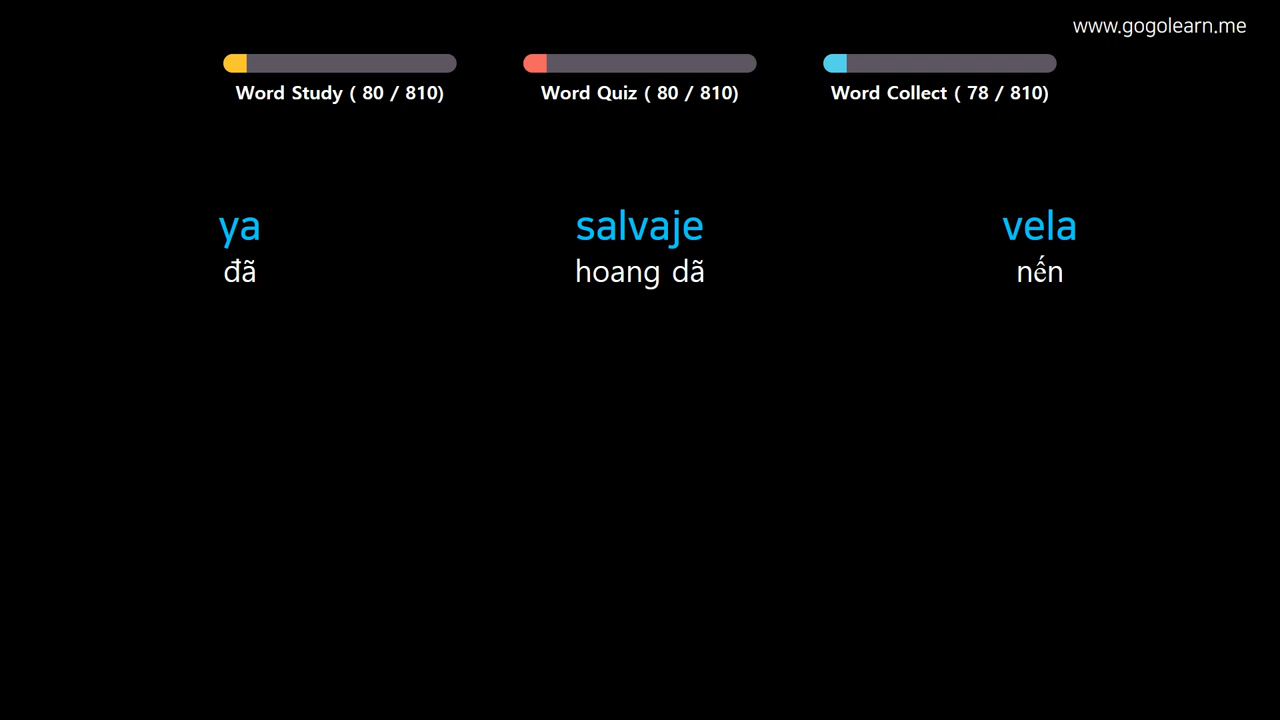 www.gogolearn.me
Word Study ( 80 / 810)
Word Quiz ( 80 / 810)
Word Collect ( 78 / 810)
ya
đã
salvaje
hoang dã
vela
nến